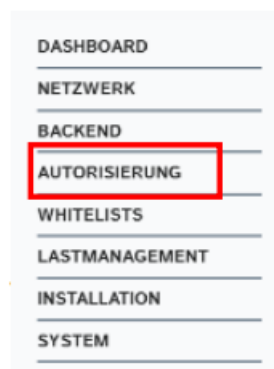 DASHBOARD
NETZWERK
BACKEND
AUTORISIERUNG
WHITELISTS
LASTMANAGEMENT
INSTALLATION
SYSTEM